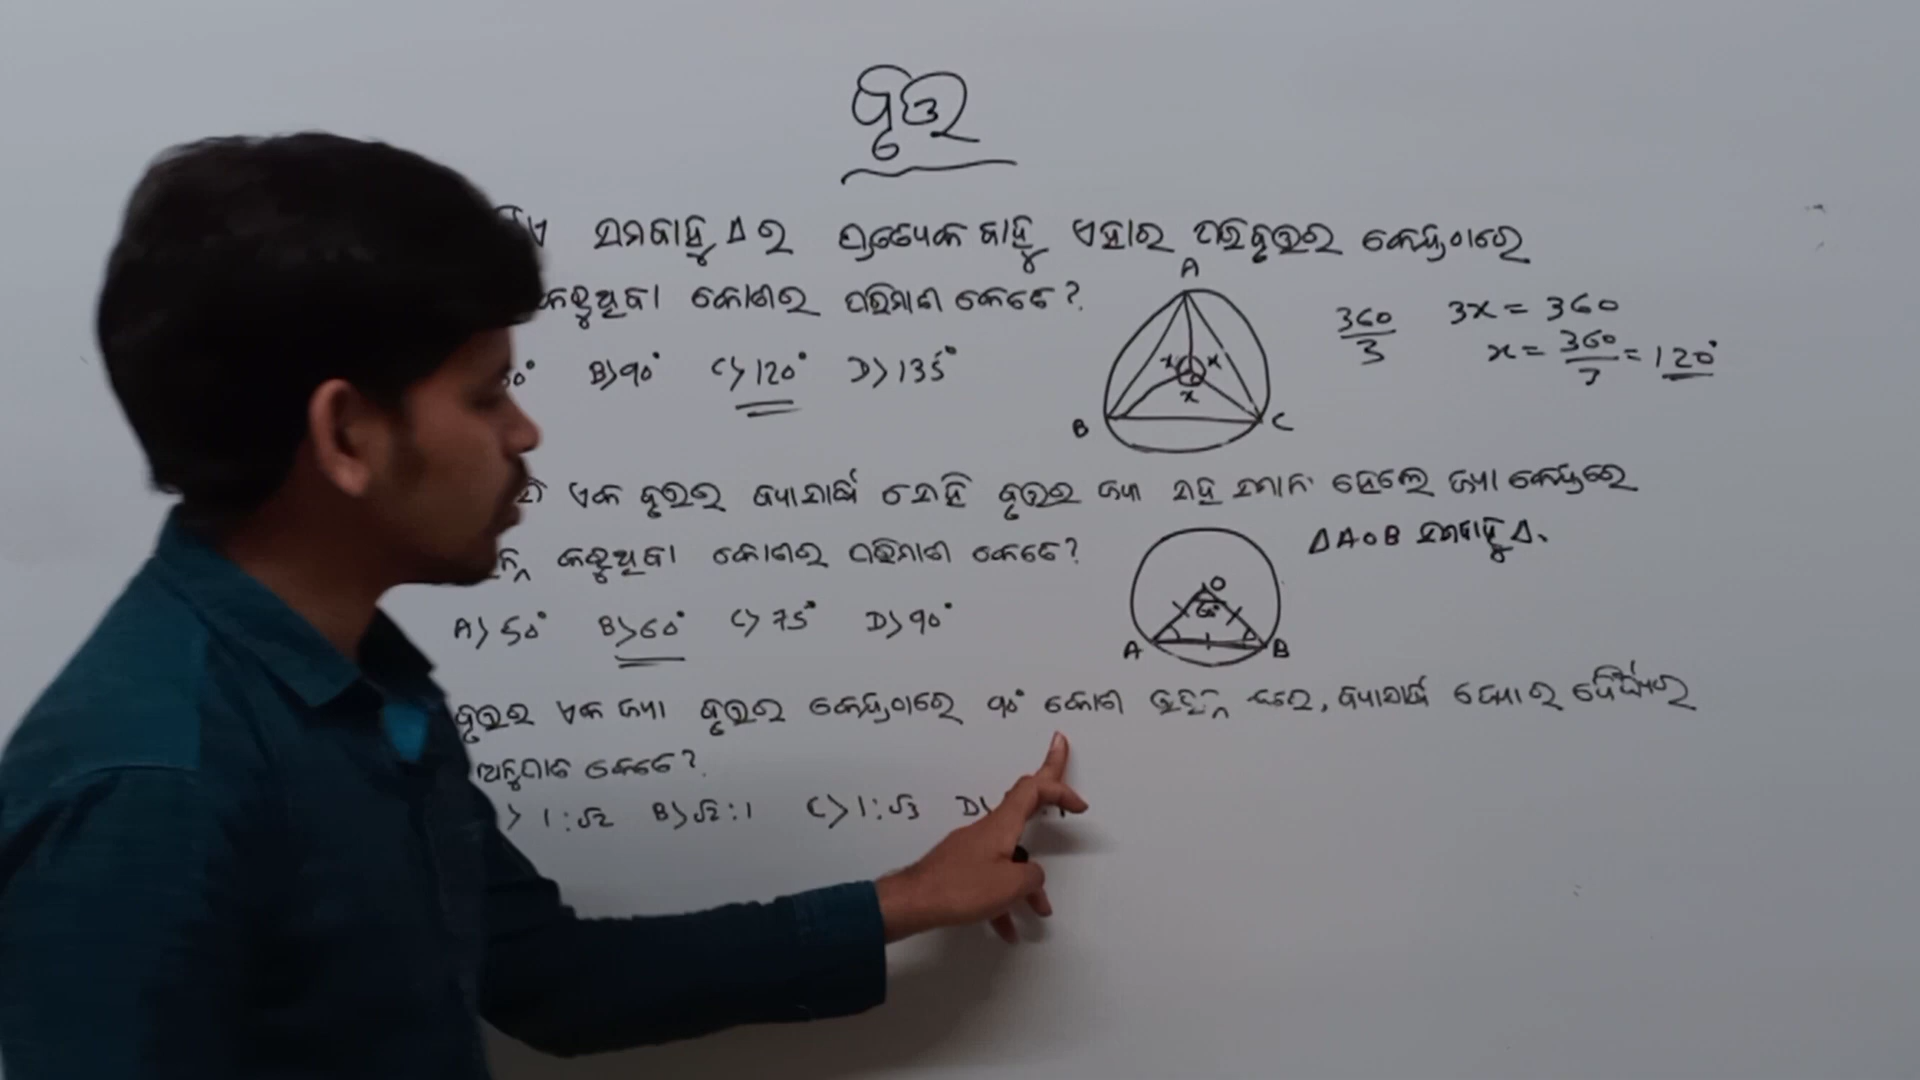 ବୃତ୍ତ
ସମବାହୁ Δ ର ପ୍ରତ୍ୟେକ ବାହୁ ଏହାର ପରିବୃତ୍ତର କେନ୍ଦ୍ରଠାରେ
କରୁଥିବା କୋଣର ପରିମାଣ କେତେ?
B) 90° C) 120° D) 135°
A
x x
x
B C
360/3
3x = 360
x = 360/3 = 120°
ଏକ ବୃତ୍ତର ବ୍ୟାସାର୍ଧ ସେହି ବୃତ୍ତର ଜ୍ୟା ସହ ସମାନ ହେଲେ ଜ୍ୟା କେନ୍ଦ୍ରରେ
କରୁଥିବା କୋଣର ପରିମାଣ କେତେ?
A) 50° B) 60° C) 75° D) 90°
O
60°
A B
Δ AOB ସମବାହୁ Δ.
ବୃତ୍ତର ଏକ ଜ୍ୟା ବୃତ୍ତର କେନ୍ଦ୍ରଠାରେ 90° କୋଣ ଉତ୍ପନ୍ନ କରେ, ବ୍ୟାସାର୍ଧ ଓ ଜ୍ୟା ର ଦୈର୍ଘ୍ୟର
ଅନୁପାତ କେତେ?
1 : √2 B) √2 : 1 C) 1 : √3 D)